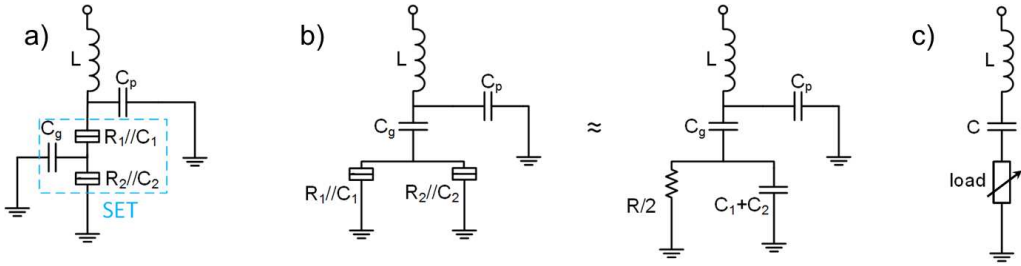 a)
L
Cp
Cg
R1//C1
R2//C2
SET
b)
L
Cp
Cg
R1//C1
R2//C2
≈
L
Cp
Cg
R/2
C1+C2
c)
L
C
load